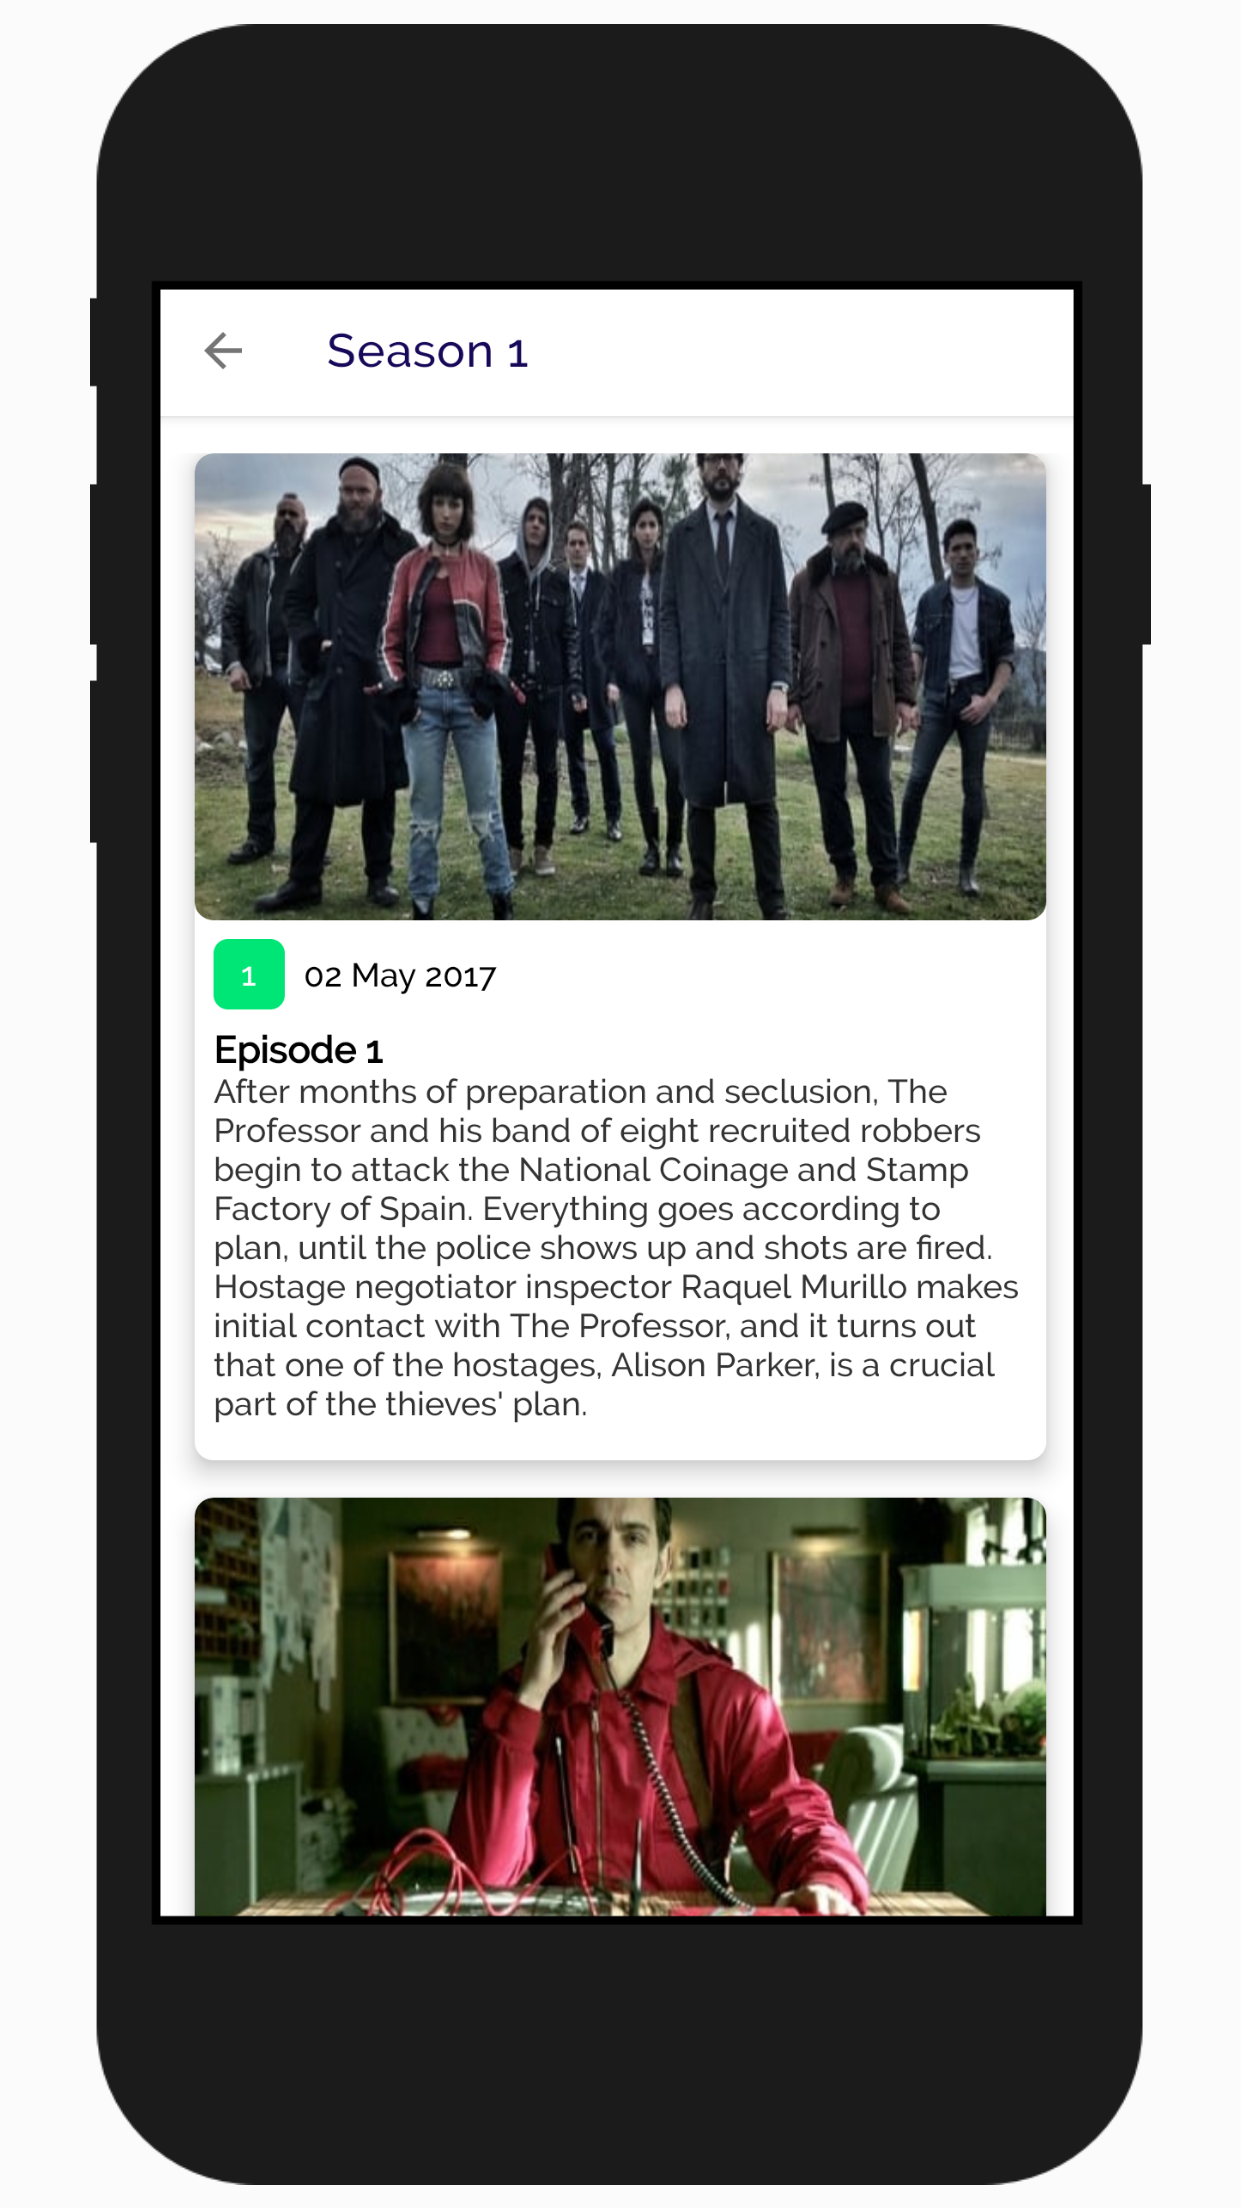 Season 1
1
02 May 2017
Episode 1
After months of preparation and seclusion, The
Professor and his band of eight recruited robbers
begin to attack the National Coinage and Stamp
Factory of Spain. Everything goes according to
plan, until the police shows up and shots are fired.
Hostage negotiator inspector Raquel Murillo makes
initial contact with The Professor, and it turns out
that one of the hostages, Alison Parker, is a crucial
part of the thieves' plan.